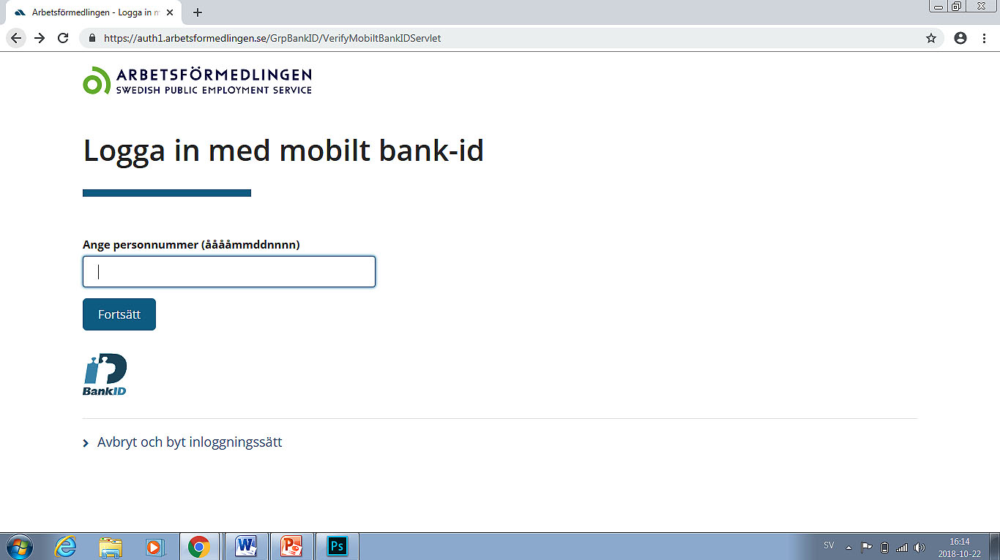 Arbetsförmedlingen - Logga in m
https://auth1.arbetsformedlingen.se/GrpBankID/VerifyMobiltBankIDServlet
ARBETSFÖRMEDLINGEN
SWEDISH PUBLIC EMPLOYMENT SERVICE
Logga in med mobilt bank-id
Ange personnummer (ååååmmddnnnn)
Fortsätt
BankID
Avbryt och byt inloggningssätt
SV
16:14
2018-10-22